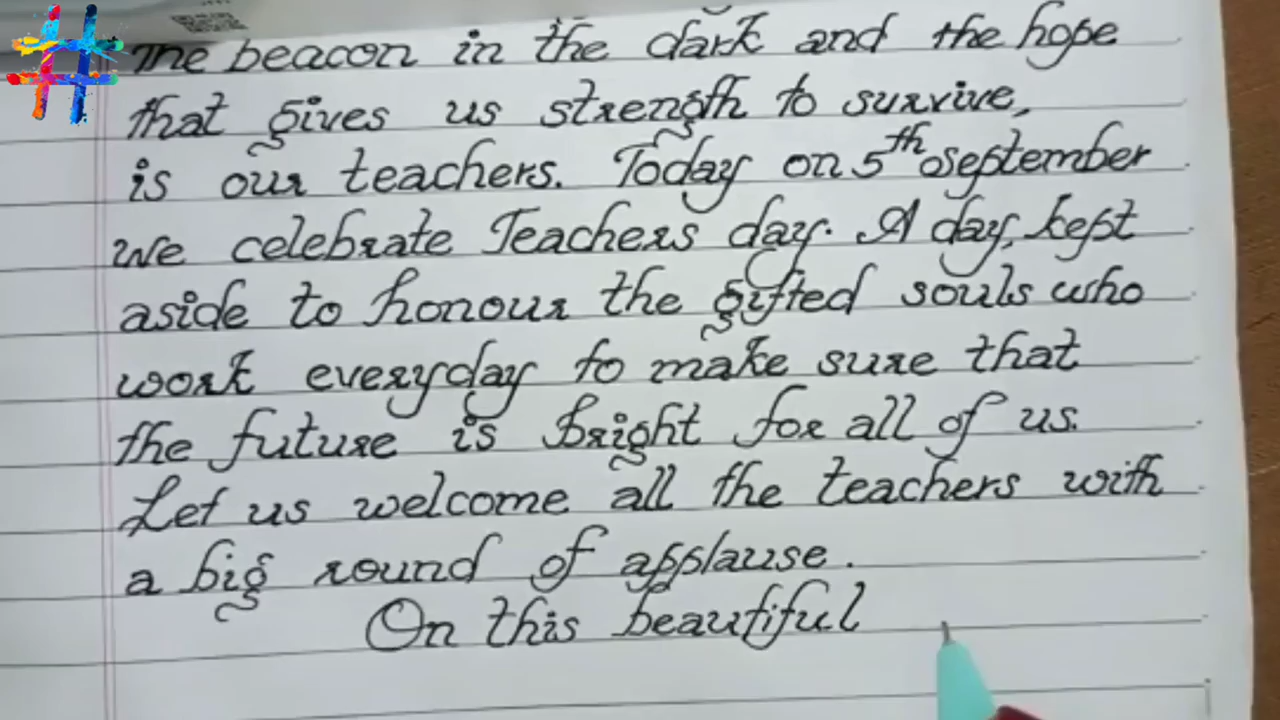 The beacon in the dark and the hope
that gives us strength to survive,
is our teachers. Today on 5th september
we celebrate Teachers day. A day, kept
aside to honour the gifted souls who
work everyday to make sure that
the future is bright for all of us.
Let us welcome all the teachers with
a big round of applause.
On this beautiful